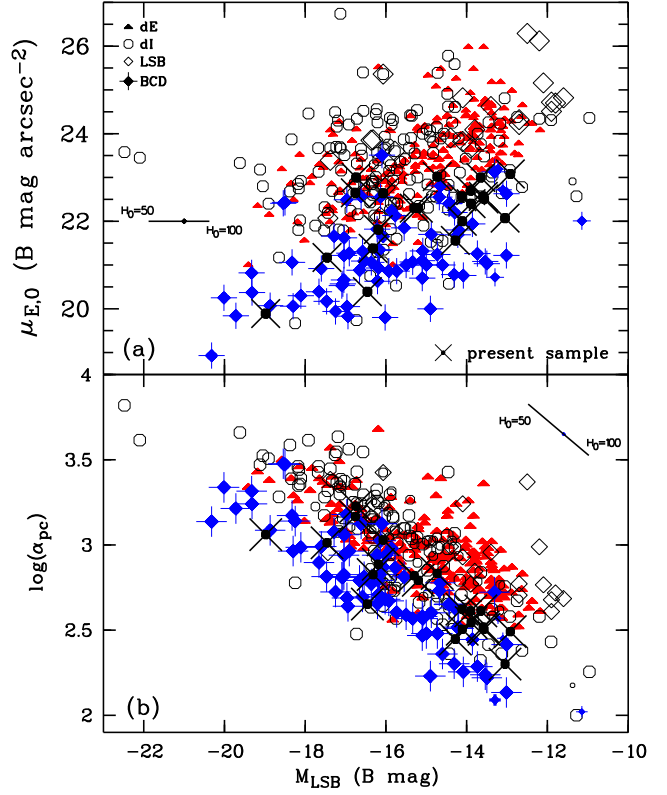 26
24
22
20
μE,0 (B mag arcsec−2)
dE
dI
LSB
BCD
H0=50
H0=100
(a)
present sample
4
3.5
3
2.5
2
log(αpc)
H0=50
H0=100
(b)
−22
−20
−18
−16
−14
−12
−10
MLSB (B mag)